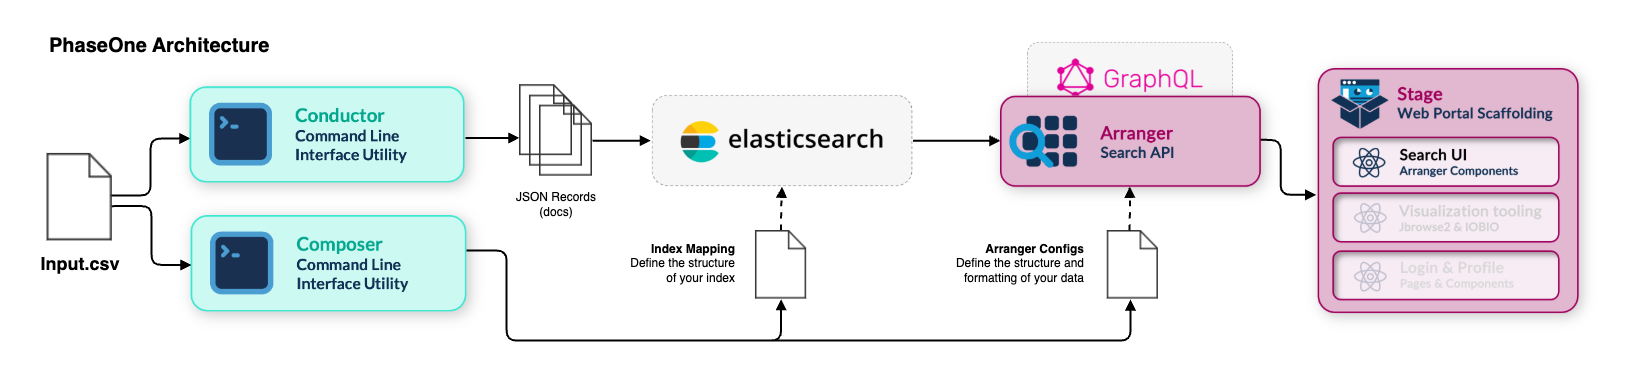 PhaseOne Architecture
Input.csv
Conductor
Command Line
Interface Utility
Composer
Command Line
Interface Utility
JSON Records
(docs)
elasticsearch
Index Mapping
Define the structure
of your index
GraphQL
Arranger
Search API
Arranger Configs
Define the structure and
formatting of your data
Stage
Web Portal Scaffolding
Search UI
Arranger Components
Visualization tooling
Jbrowse2 & IOBIO
Login & Profile
Pages & Components